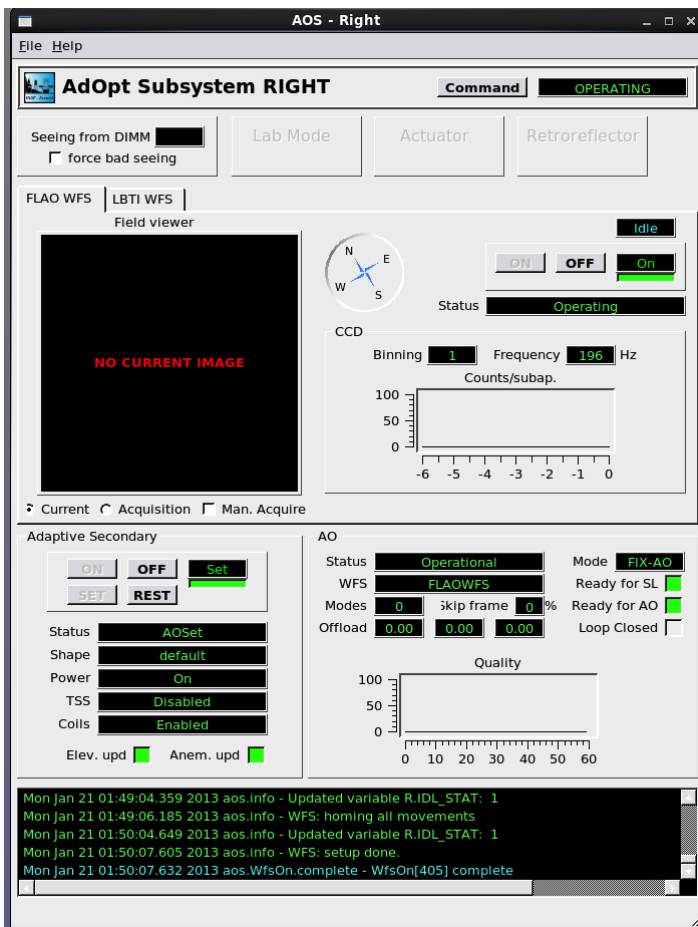 AOS - Right
File Help
AdOpt Subsystem RIGHT Command OPERATING
Seeing from DIMM
force bad seeing
Lab Mode Actuator Retroreflector
FLAO WFS LBTI WFS
Field viewer
NO CURRENT IMAGE
N
E
W
S
Idle
ON OFF On
Status Operating
CCD
Binning 1 Frequency 196 Hz
Counts/subap.
100
50
0
-6 -5 -4 -3 -2 -1 0
Current Acquisition Man. Acquire
Adaptive Secondary
ON OFF Set
SET REST
Status AOSet
Shape default
Power On
TSS Disabled
Coils Enabled
Elev. upd Anem. upd
AO
Status Operational Mode FIX-AO
WFS FLAOWFS Ready for SL
Modes 0 Skip frame 0 % Ready for AO
Offload 0.00 0.00 0.00 Loop Closed
Quality
100
50
0
0 10 20 30 40 50 60
Mon Jan 21 01:49:04.359 2013 aos.info - Updated variable R.IDL_STAT: 1
Mon Jan 21 01:49:06.185 2013 aos.info - WFS: homing all movements
Mon Jan 21 01:50:04.649 2013 aos.info - Updated variable R.IDL_STAT: 1
Mon Jan 21 01:50:07.605 2013 aos.info - WFS: setup done.
Mon Jan 21 01:50:07.632 2013 aos.WfsOn.complete - WfsOn[405] complete